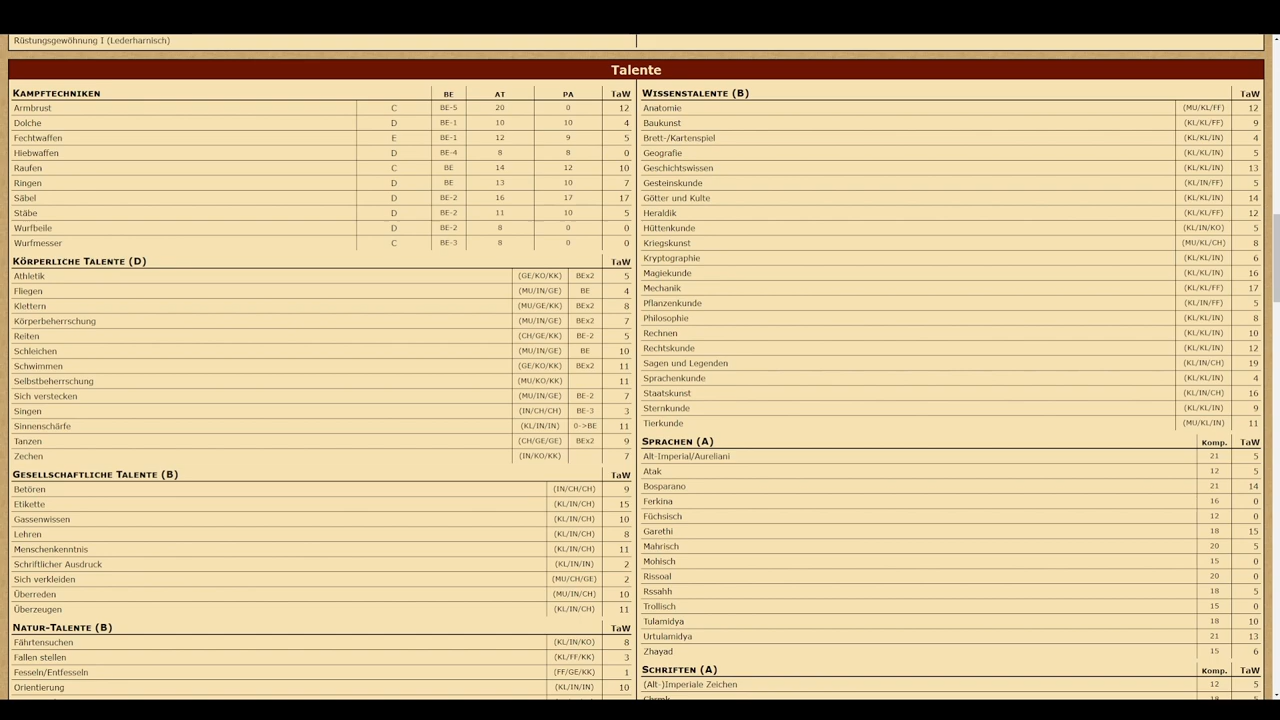 Rüstungsgewöhnung I (Lederharnisch)
Talente
KAMPFTECHNIKEN BE AT PA TaW
Armbrust C BE-5 20 0 12
Dolche D BE-1 10 10 4
Fechtwaffen E BE-1 12 9 5
Hiebwaffen D BE-4 8 8 0
Raufen C BE 14 12 10
Ringen D BE 13 10 7
Säbel D BE-2 16 17 17
Stäbe D BE-2 11 10 5
Wurfbeile D BE-2 8 0 0
Wurfmesser C BE-3 8 0 0
KÖRPERLICHE TALENTE (D) TaW
Athletik (GE/KO/KK) BEx2 5
Fliegen (MU/IN/GE) BE 4
Klettern (MU/GE/KK) BEx2 8
Körperbeherrschung (MU/IN/GE) BEx2 7
Reiten (CH/GE/KK) BE-2 5
Schleichen (MU/IN/GE) BE 10
Schwimmen (GE/KO/KK) BEx2 11
Selbstbeherrschung (MU/KO/KK) 11
Sich verstecken (MU/IN/GE) BE-2 7
Singen (IN/CH/CH) BE-3 3
Sinnenschärfe (KL/IN/IN) 0->BE 11
Tanzen (CH/GE/GE) BEx2 9
Zechen (IN/KO/KK) 7
GESELLSCHAFTLICHE TALENTE (B) TaW
Betören (IN/CH/CH) 9
Etikette (KL/IN/CH) 15
Gassenwissen (KL/IN/CH) 10
Lehren (KL/IN/CH) 8
Menschenkenntnis (KL/IN/CH) 11
Schriftlicher Ausdruck (KL/IN/IN) 2
Sich verkleiden (MU/CH/GE) 2
Überreden (MU/IN/CH) 10
Überzeugen (KL/IN/CH) 11
NATUR-TALENTE (B) TaW
Fährtensuchen (KL/IN/KO) 8
Fallen stellen (KL/FF/KK) 3
Fesseln/Entfesseln (FF/GE/KK) 1
Orientierung (KL/IN/IN) 10
WISSENSTALENTE (B) TaW
Anatomie (MU/KL/FF) 12
Baukunst (KL/KL/FF) 9
Brett-/Kartenspiel (KL/KL/IN) 4
Geografie (KL/KL/IN) 5
Geschichtswissen (KL/KL/IN) 13
Gesteinskunde (KL/IN/FF) 5
Götter und Kulte (KL/KL/IN) 14
Heraldik (KL/KL/FF) 12
Hüttenkunde (KL/IN/KO) 5
Kriegskunst (MU/KL/CH) 8
Kryptographie (KL/KL/IN) 6
Magiekunde (KL/KL/IN) 16
Mechanik (KL/KL/FF) 17
Pflanzenkunde (KL/IN/FF) 5
Philosophie (KL/KL/IN) 8
Rechnen (KL/KL/IN) 10
Rechtskunde (KL/KL/IN) 12
Sagen und Legenden (KL/IN/CH) 19
Sprachenkunde (KL/KL/IN) 4
Staatskunst (KL/IN/CH) 16
Sternkunde (KL/KL/IN) 9
Tierkunde (MU/KL/IN) 11
SPRACHEN (A) Komp. TaW
Alt-Imperial/Aureliani 21 5
Atak 12 5
Bosparano 21 14
Ferkina 16 0
Füchsisch 12 0
Garethi 18 15
Mahrisch 20 5
Mohisch 15 0
Rissoal 20 0
Rssahh 18 5
Trollisch 15 0
Tulamidya 18 10
Urtulamidya 21 13
Zhayad 15 6
SCHRIFTEN (A) Komp. TaW
(Alt-)Imperiale Zeichen 12 5